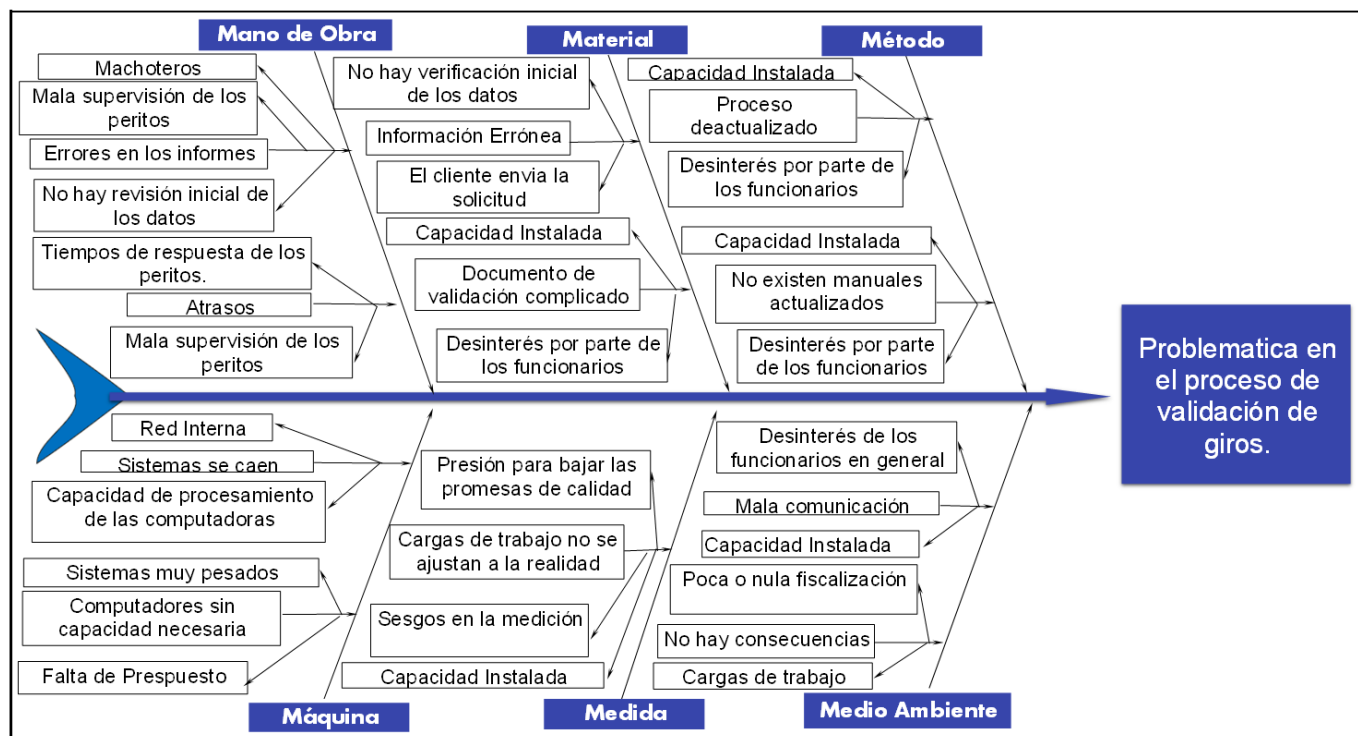 Mano de Obra
Machoteros
Mala supervisión de los
peritos
Errores en los informes
No hay revisión inicial de
los datos
Tiempos de respuesta de los
peritos.
Atrasos
Mala supervisión de los
peritos
Material
No hay verificación inicial
de los datos
Información Errónea
El cliente envia la
solicitud
Capacidad Instalada
Documento de
validación complicado
Desinterés por parte de
los funcionarios
Método
Capacidad Instalada
Proceso
deactualizado
Desinterés por parte de
los funcionarios
Capacidad Instalada
No existen manuales
actualizados
Desinterés por parte
de los funcionarios
Problematica en
el proceso de
validación de
giros.
Red Interna
Sistemas se caen
Capacidad de procesamiento
de las computadoras
Sistemas muy pesados
Computadores sin
capacidad necesaria
Falta de Prespuesto
Máquina
Presión para bajar las
promesas de calidad
Cargas de trabajo no se
ajustan a la realidad
Sesgos en la medición
Capacidad Instalada
Medida
Desinterés de los
funcionarios en general
Mala comunicación
Capacidad Instalada
Poca o nula fiscalización
No hay consecuencias
Cargas de trabajo
Medio Ambiente